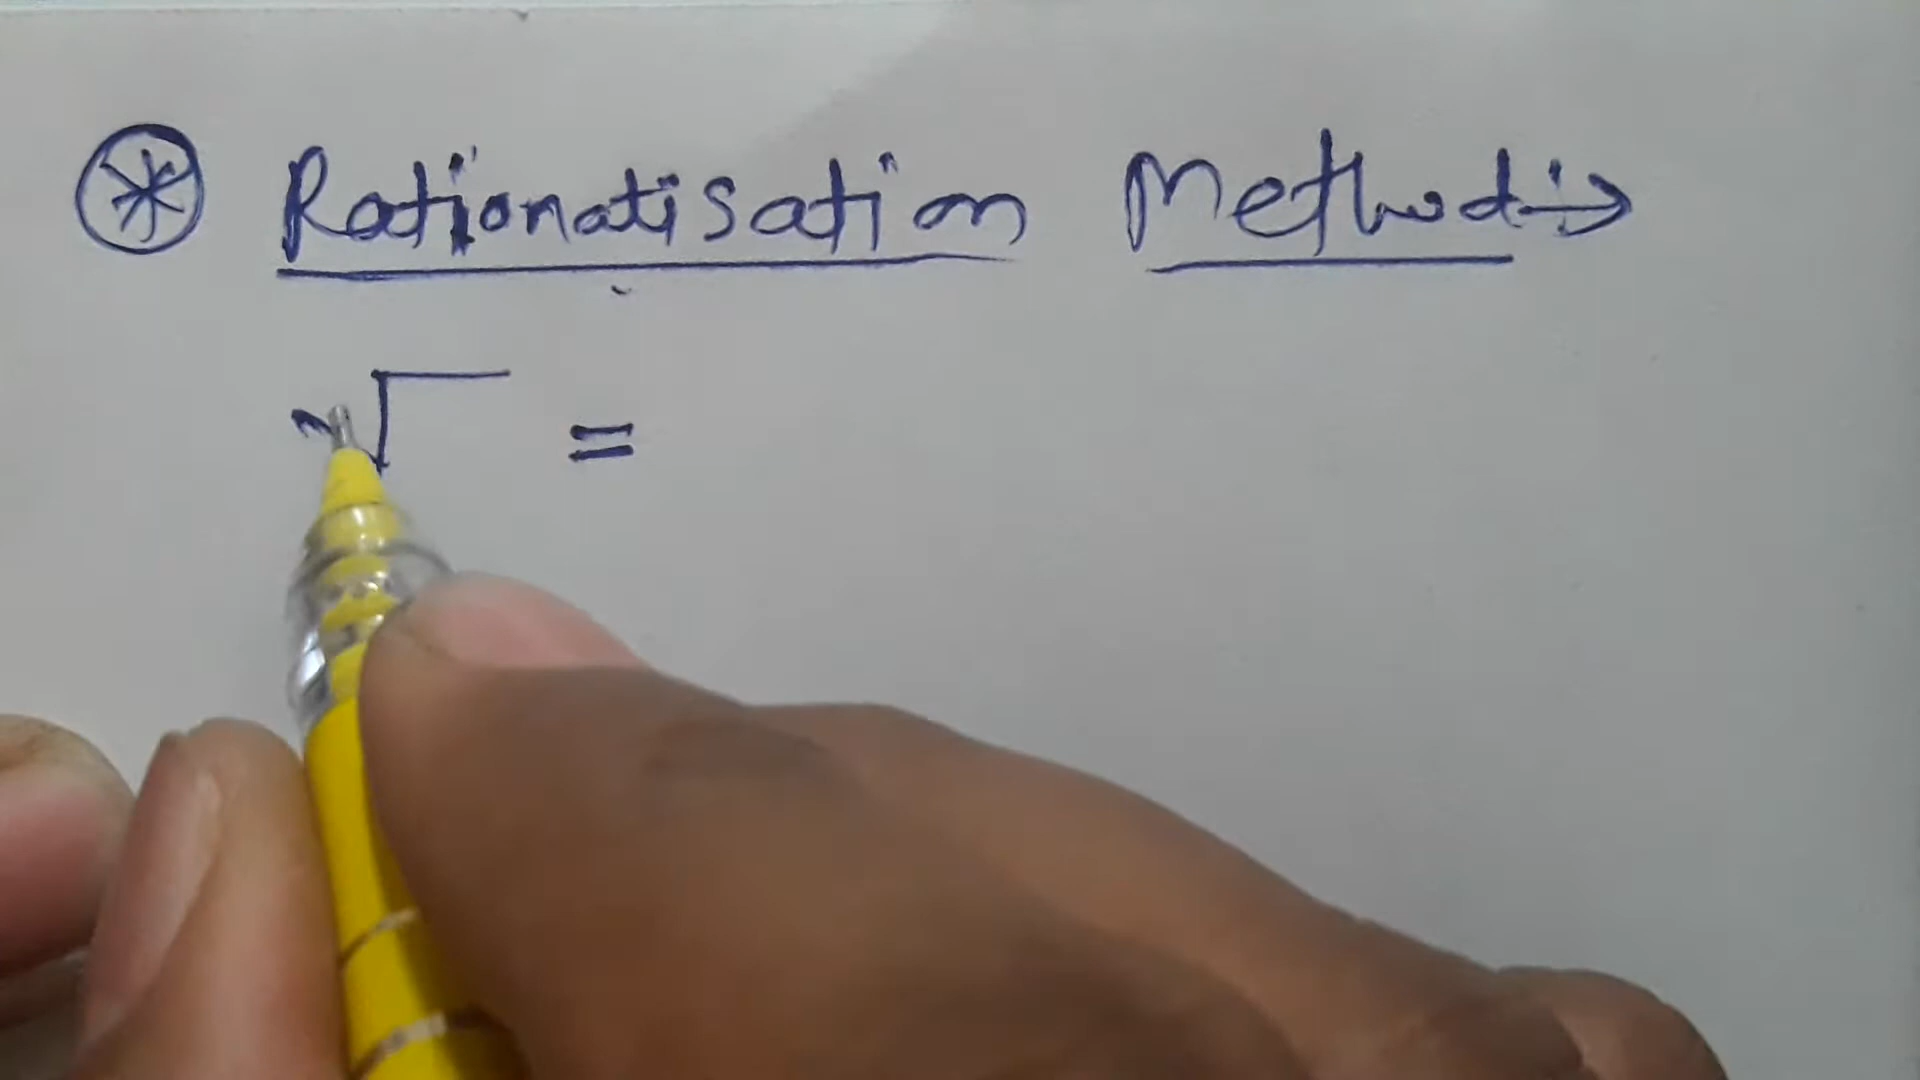 * Rationatisation Method :→
√ =